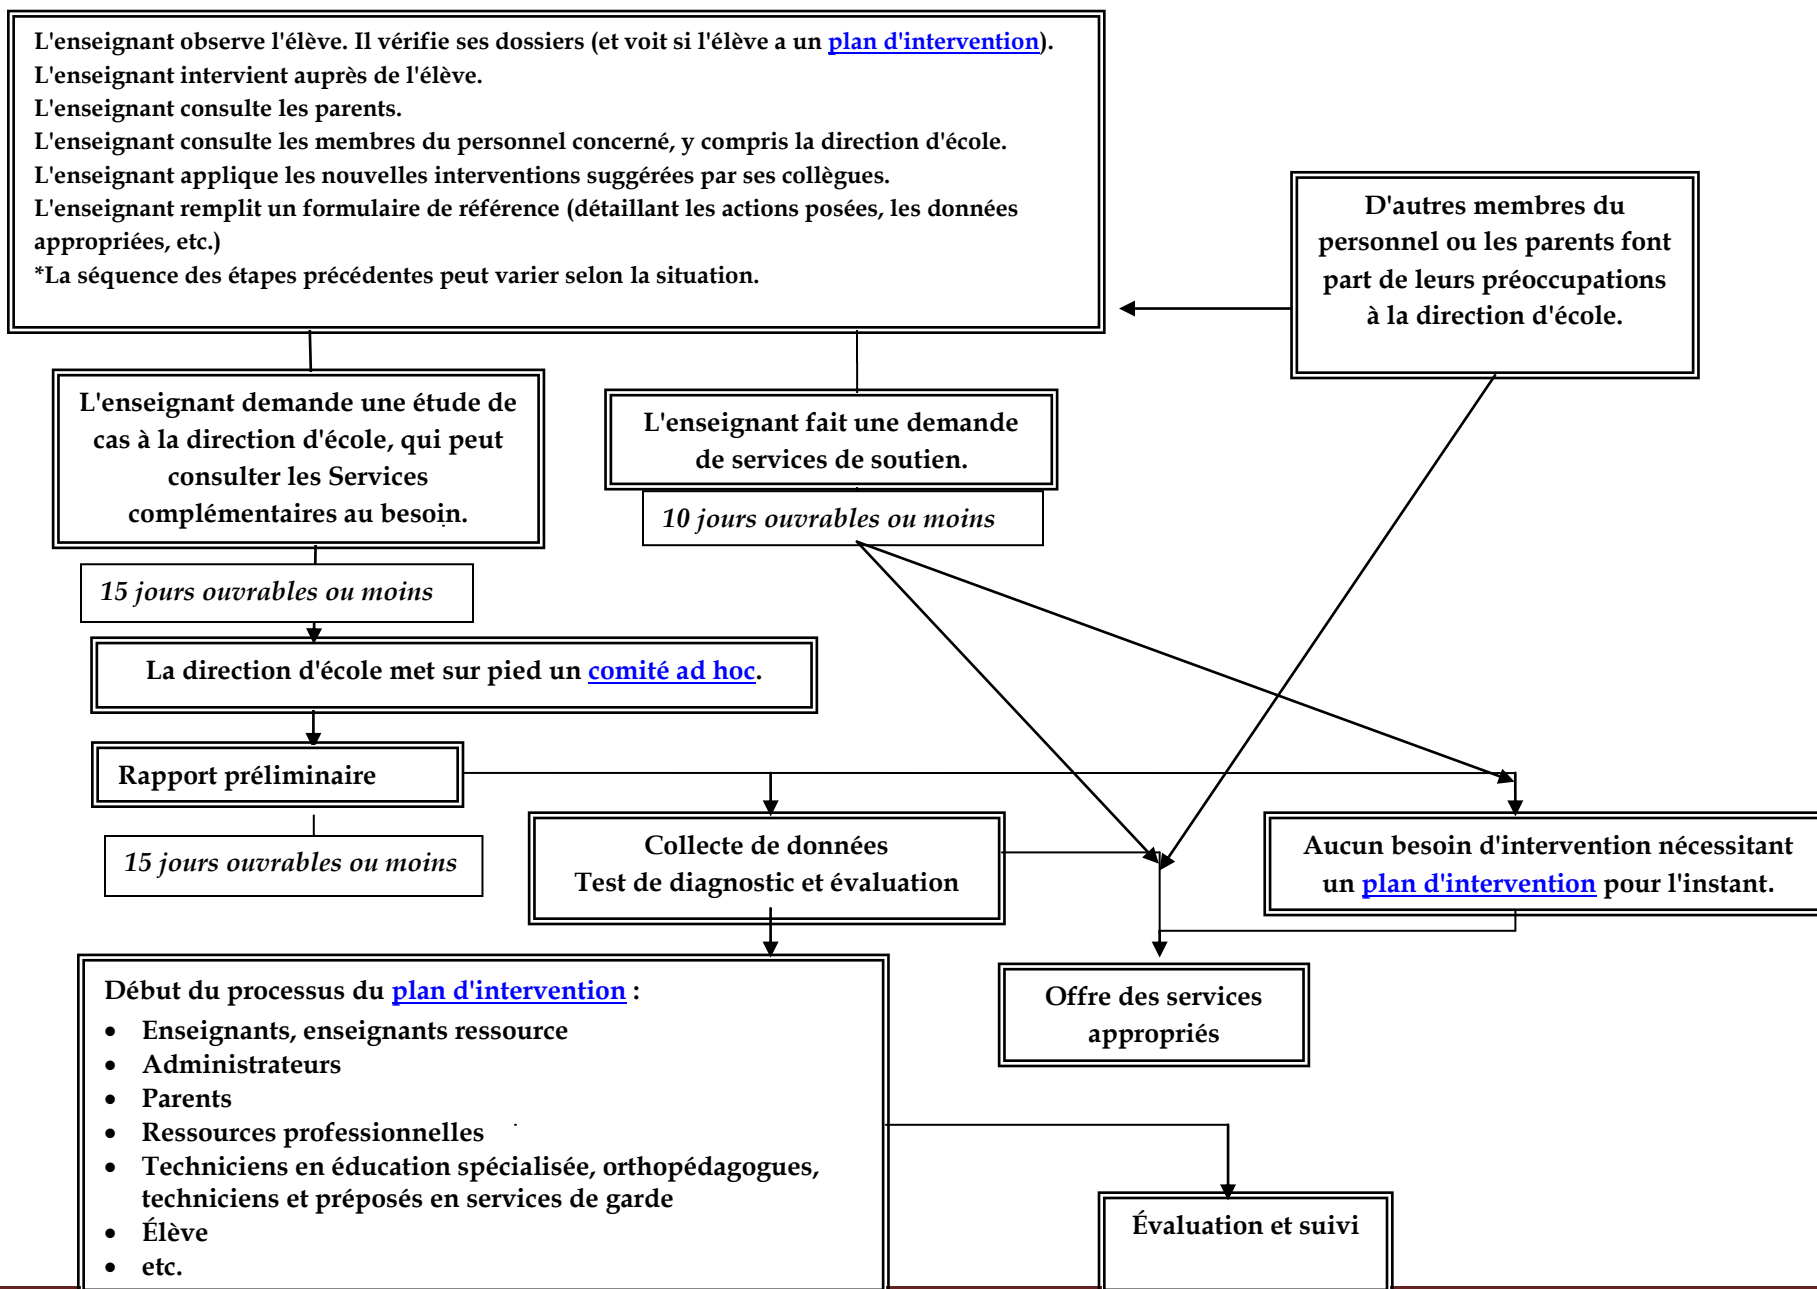 L'enseignant observe l'élève. Il vérifie ses dossiers (et voit si l'élève a un plan d'intervention).
L'enseignant intervient auprès de l'élève.
L'enseignant consulte les parents.
L'enseignant consulte les membres du personnel concerné, y compris la direction d'école.
L'enseignant applique les nouvelles interventions suggérées par ses collègues.
L'enseignant remplit un formulaire de référence (détaillant les actions posées, les données
appropriées, etc.)
*La séquence des étapes précédentes peut varier selon la situation.
D'autres membres du
personnel ou les parents font
part de leurs préoccupations
à la direction d'école.
L'enseignant demande une étude de
cas à la direction d'école, qui peut
consulter les Services
complémentaires au besoin.
L'enseignant fait une demande
de services de soutien.
10 jours ouvrables ou moins
15 jours ouvrables ou moins
La direction d'école met sur pied un comité ad hoc.
Rapport préliminaire
15 jours ouvrables ou moins
Collecte de données
Test de diagnostic et évaluation
Aucun besoin d'intervention nécessitant
un plan d'intervention pour l'instant.
Début du processus du plan d'intervention :
• Enseignants, enseignants ressource
• Administrateurs
• Parents
• Ressources professionnelles
• Techniciens en éducation spécialisée, orthopédagogues,
techniciens et préposés en services de garde
• Élève
• etc.
Offre des services
appropriés
Évaluation et suivi